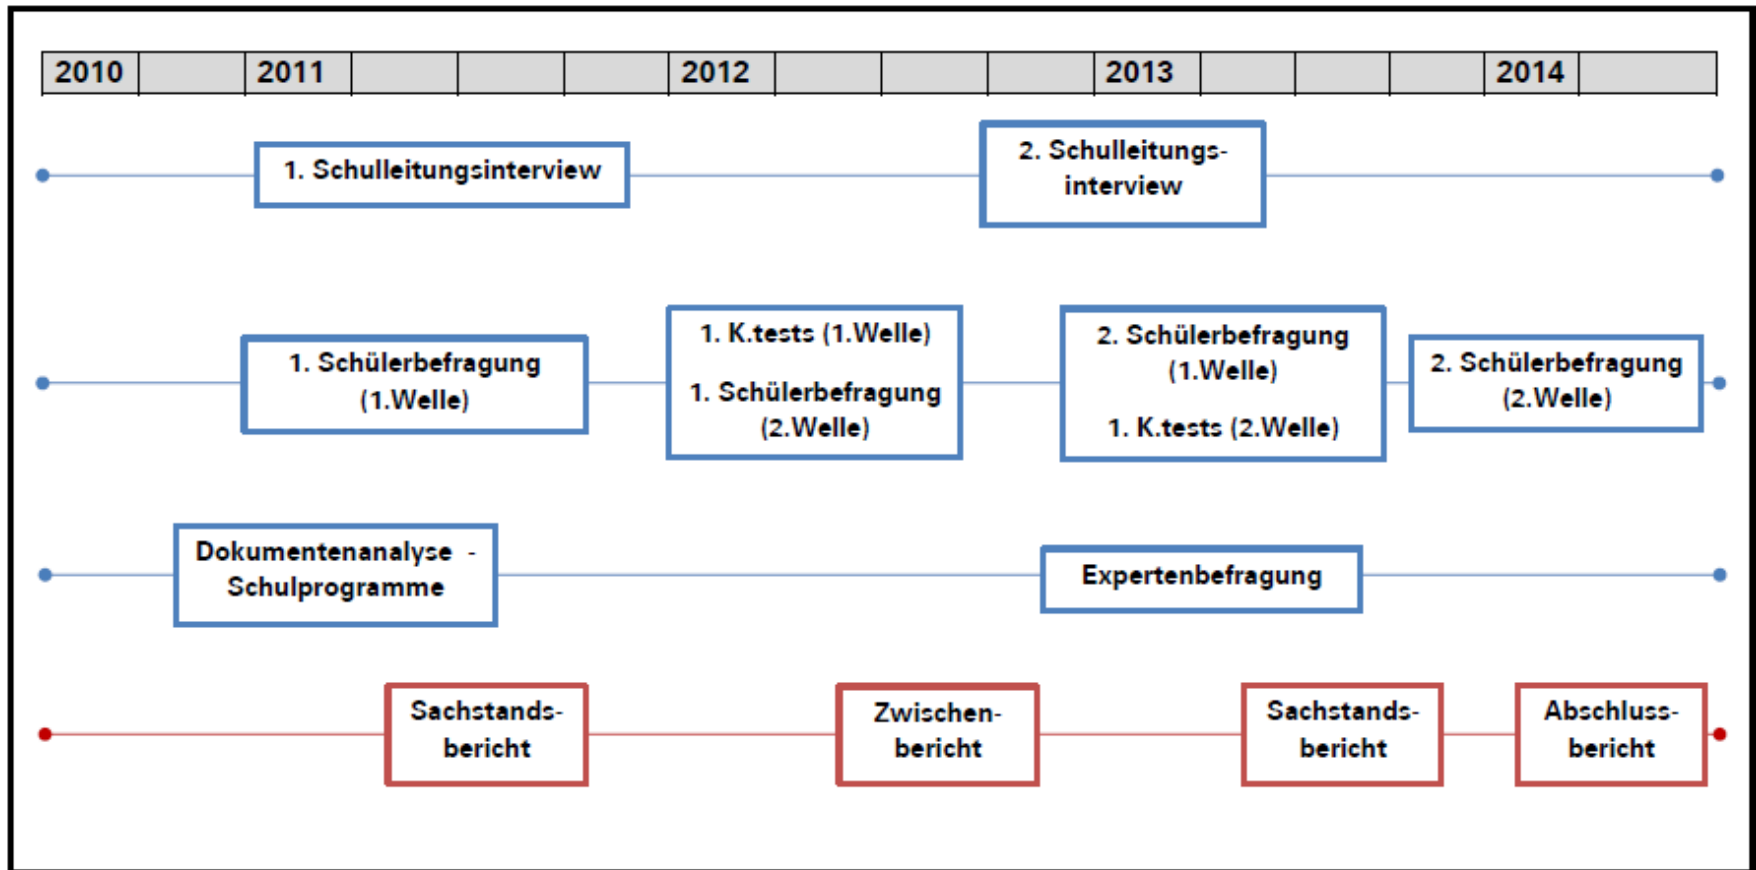 2010 2011 2012 2013 2014
1. Schulleitungsinterview
2. Schulleitungs-
interview
1. Schülerbefragung
(1.Welle)
1. K.tests (1.Welle)
1. Schülerbefragung
(2.Welle)
2. Schülerbefragung
(1.Welle)
1. K.tests (2.Welle)
2. Schülerbefragung
(2.Welle)
Dokumentenanalyse -
Schulprogramme
Expertenbefragung
Sachstands-
bericht
Zwischen-
bericht
Sachstands-
bericht
Abschluss-
bericht